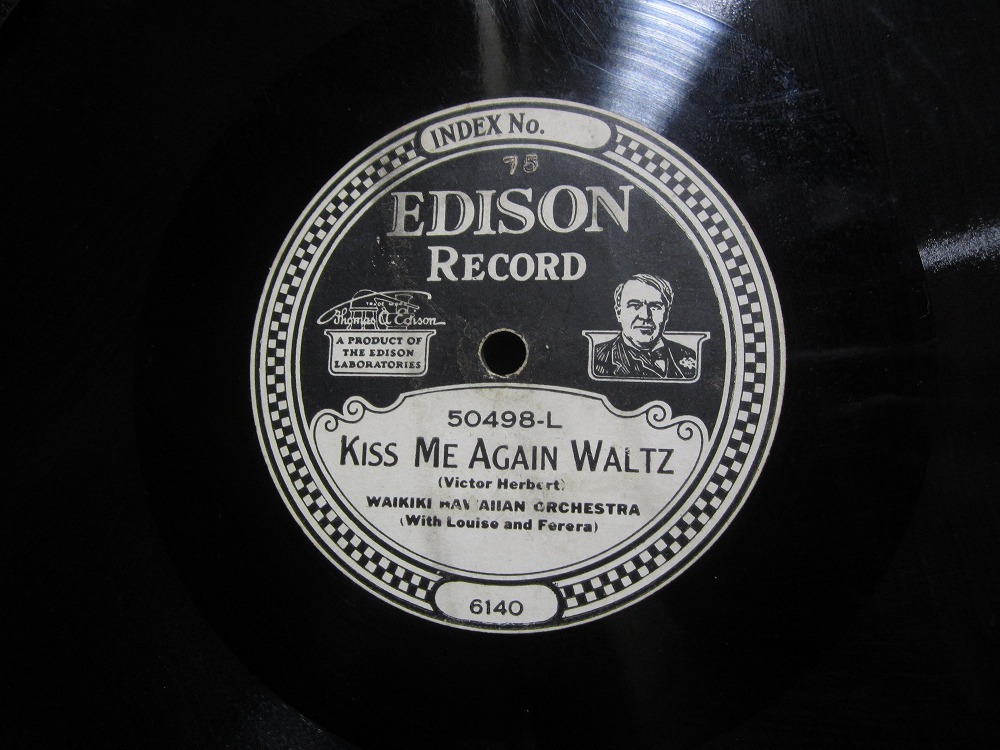 INDEX No.
75
EDISON
RECORD
TRADE MARK
Thomas A Edison
A PRODUCT OF
THE EDISON
LABORATORIES
50498-L
KISS ME AGAIN WALTZ
(Victor Herbert)
WAIKIKI HAWAIIAN ORCHESTRA
(With Louise and Ferera)
6140